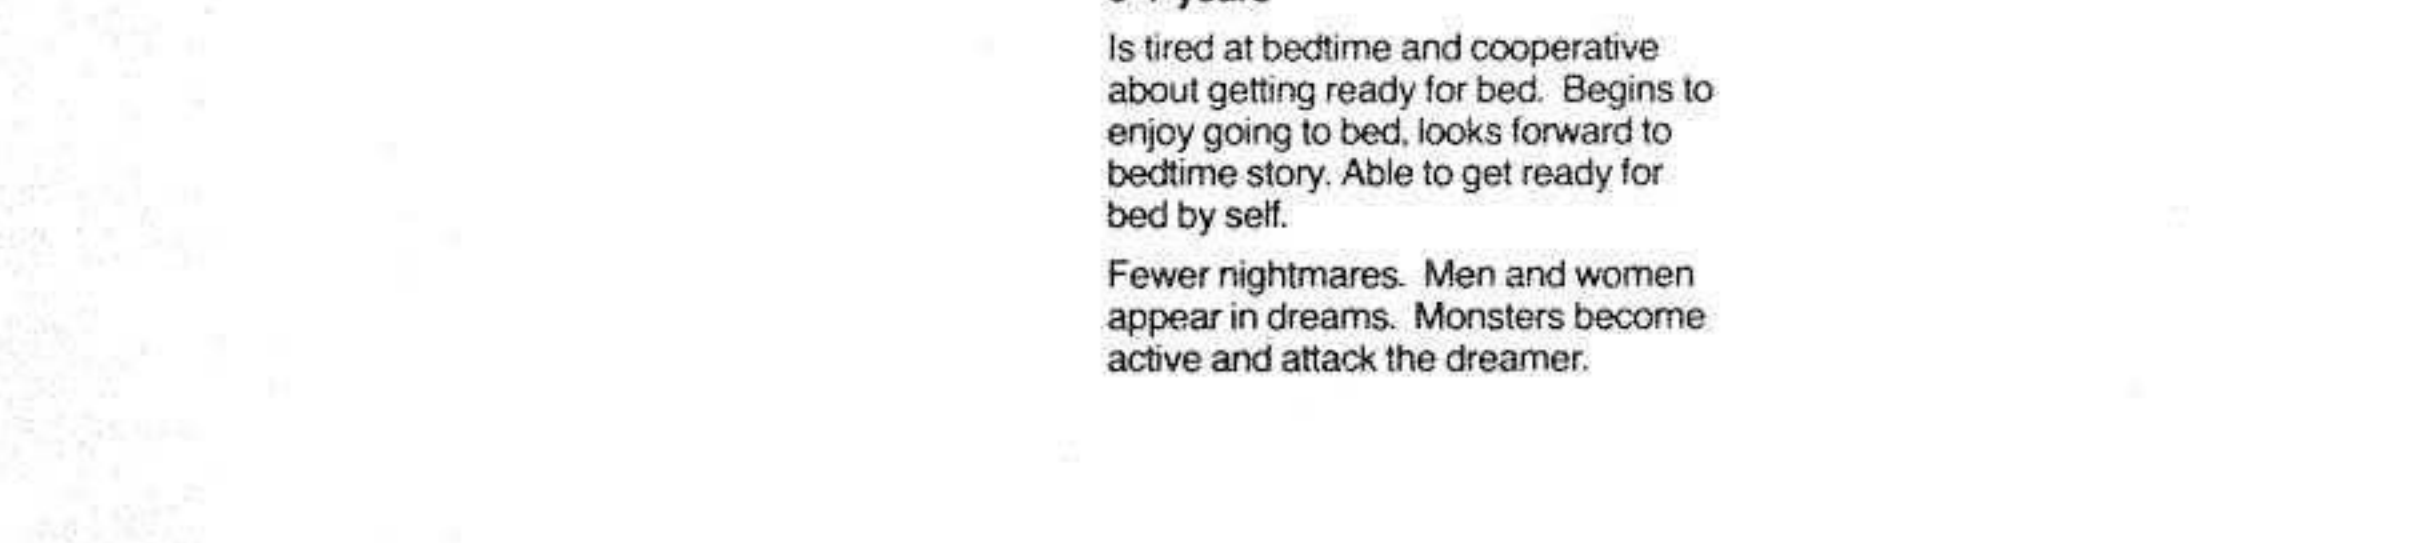 years
Is tired at bedtime and cooperative
about getting ready for bed. Begins to
enjoy going to bed, looks forward to
bedtime story. Able to get ready for
bed by self.
Fewer nightmares. Men and women
appear in dreams. Monsters become
active and attack the dreamer.